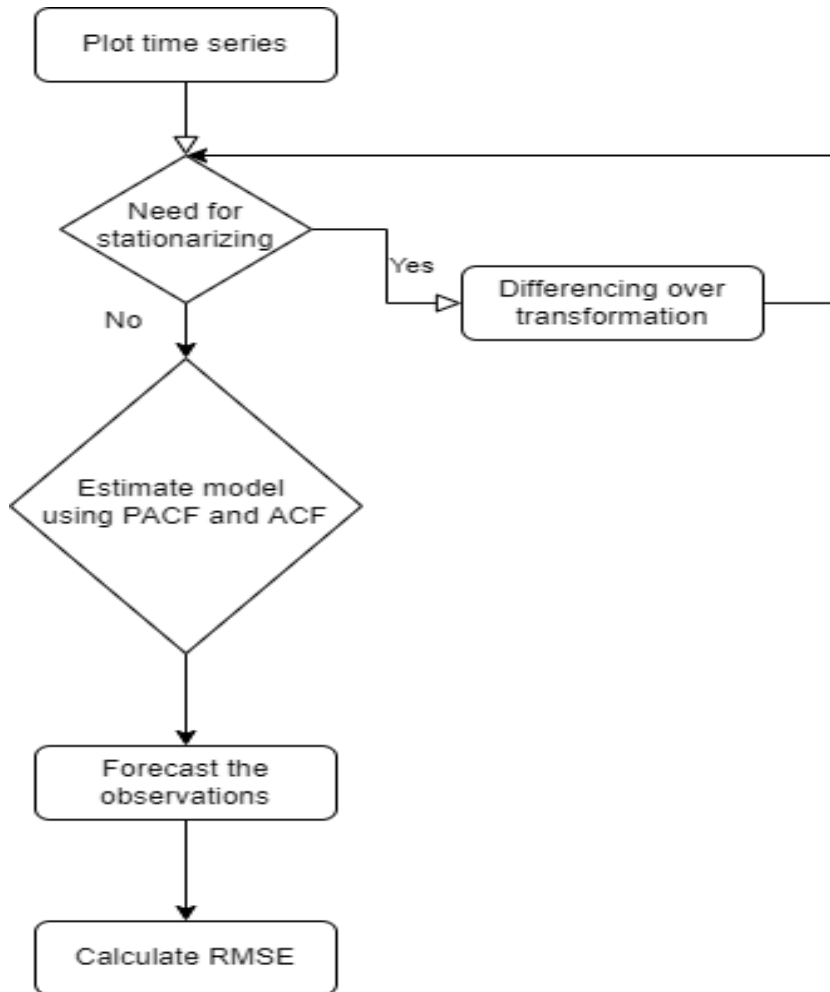 Plot time series
Need for
stationarizing
Yes
Differencing over
transformation
No
Estimate model
using PACF and ACF
Forecast the
observations
Calculate RMSE